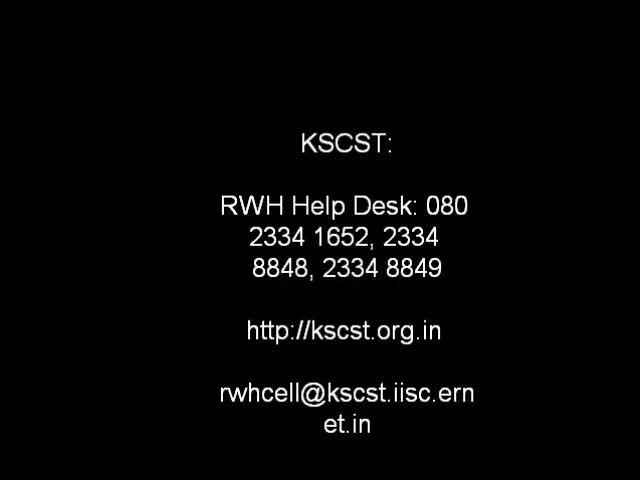 KSCST:
RWH Help Desk: 080
2334 1652, 2334
8848, 2334 8849
http://kscst.org.in
rwhcell@kscst.iisc.ern
et.in